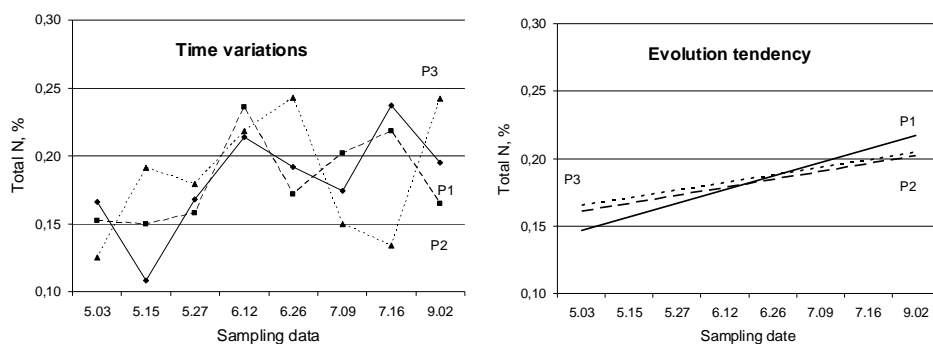 0,30
0,25
0,20
0,15
0,10
Total N, %
Time variations
P3
P1
P2
5.03 5.15 5.27 6.12 6.26 7.09 7.16 9.02
Sampling data
0,30
0,25
0,20
0,15
0,10
Total N, %
Evolution tendency
P1
P3
P2
5.03 5.15 5.27 6.12 6.26 7.09 7.16 9.02
Sampling date